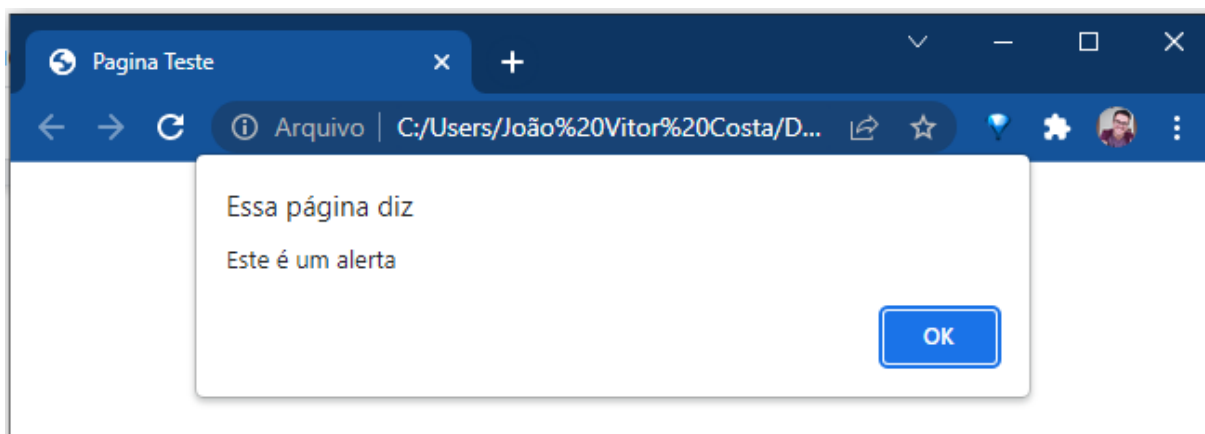 Pagina Teste
Arquivo | C:/Users/João%20Vitor%20Costa/D...
Essa página diz
Este é um alerta
OK